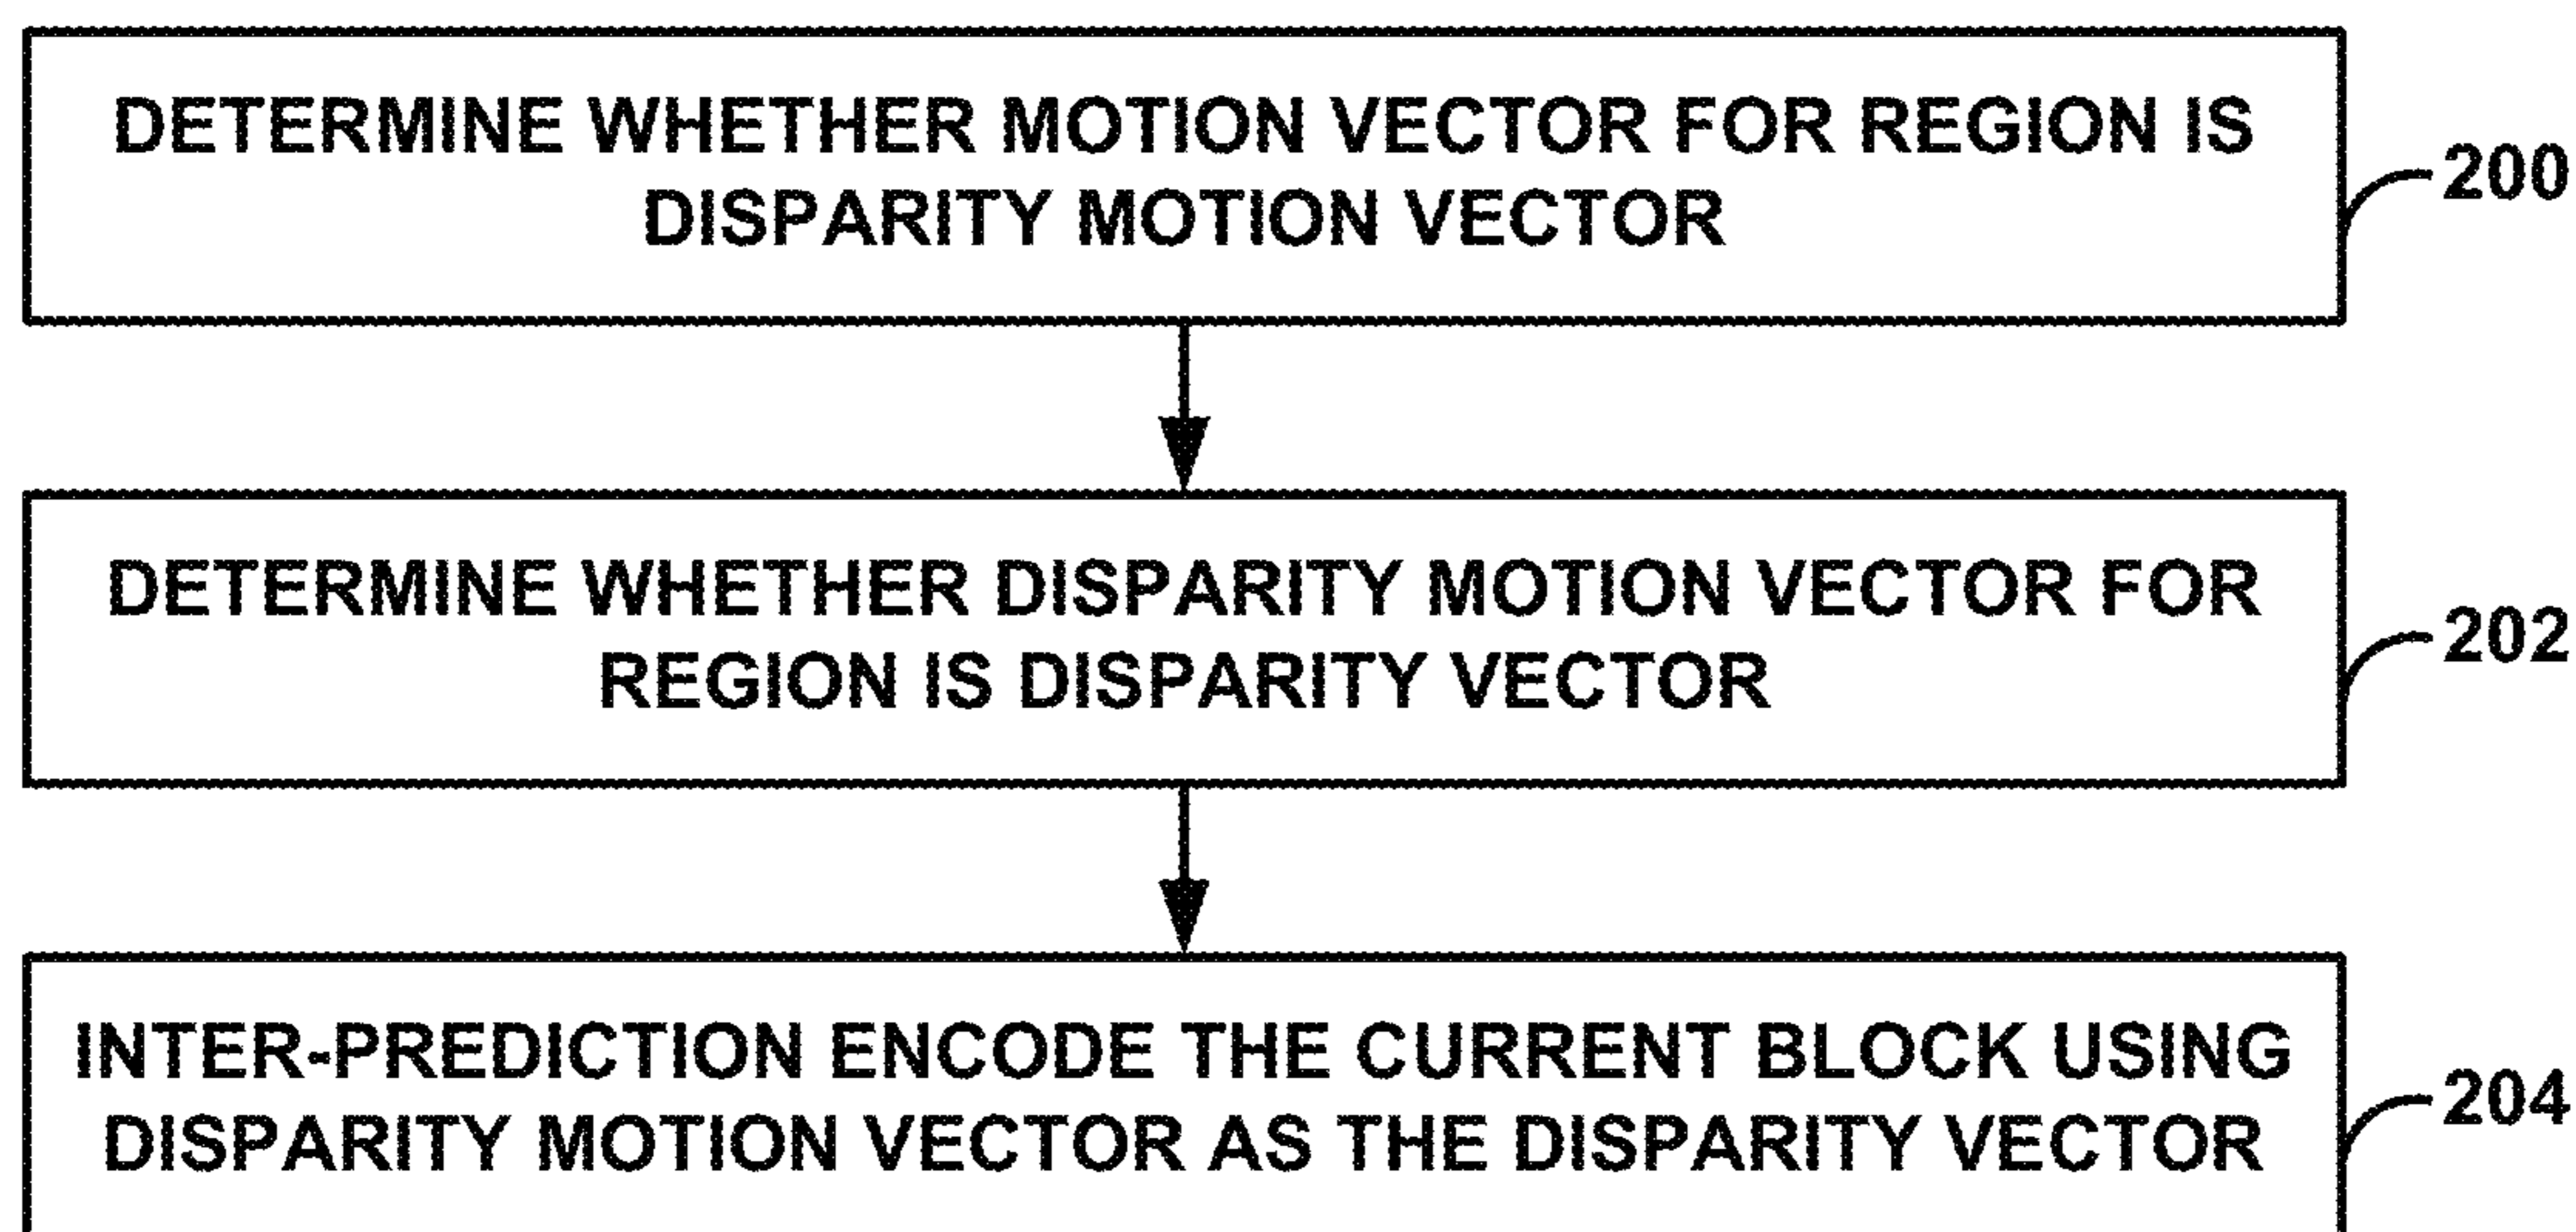 DETERMINE WHETHER MOTION VECTOR FOR REGION IS
DISPARITY MOTION VECTOR
200
DETERMINE WHETHER DISPARITY MOTION VECTOR FOR
REGION IS DISPARITY VECTOR
202
INTER-PREDICTION ENCODE THE CURRENT BLOCK USING
DISPARITY MOTION VECTOR AS THE DISPARITY VECTOR
204